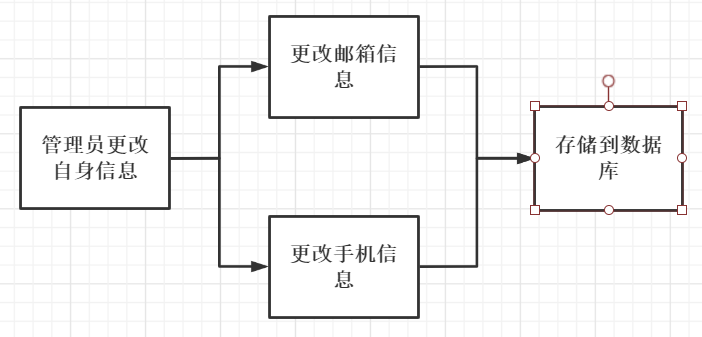 更改邮箱信
息
管理员更改
自身信息
存储到数据
库
更改手机信
息